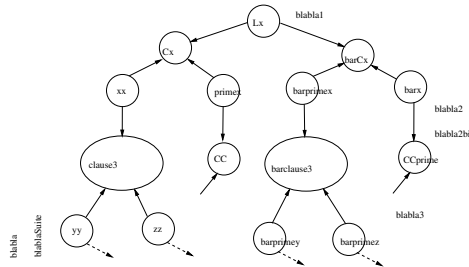 Lx
blabla1
Cx
barCx
xx
primex
barprimex
barx
blabla2
blabla2bi
clause3
CC
barclause3
CCprime
blabla3
yy
zz
barprimey
barprimez
blabla
blablaSuite